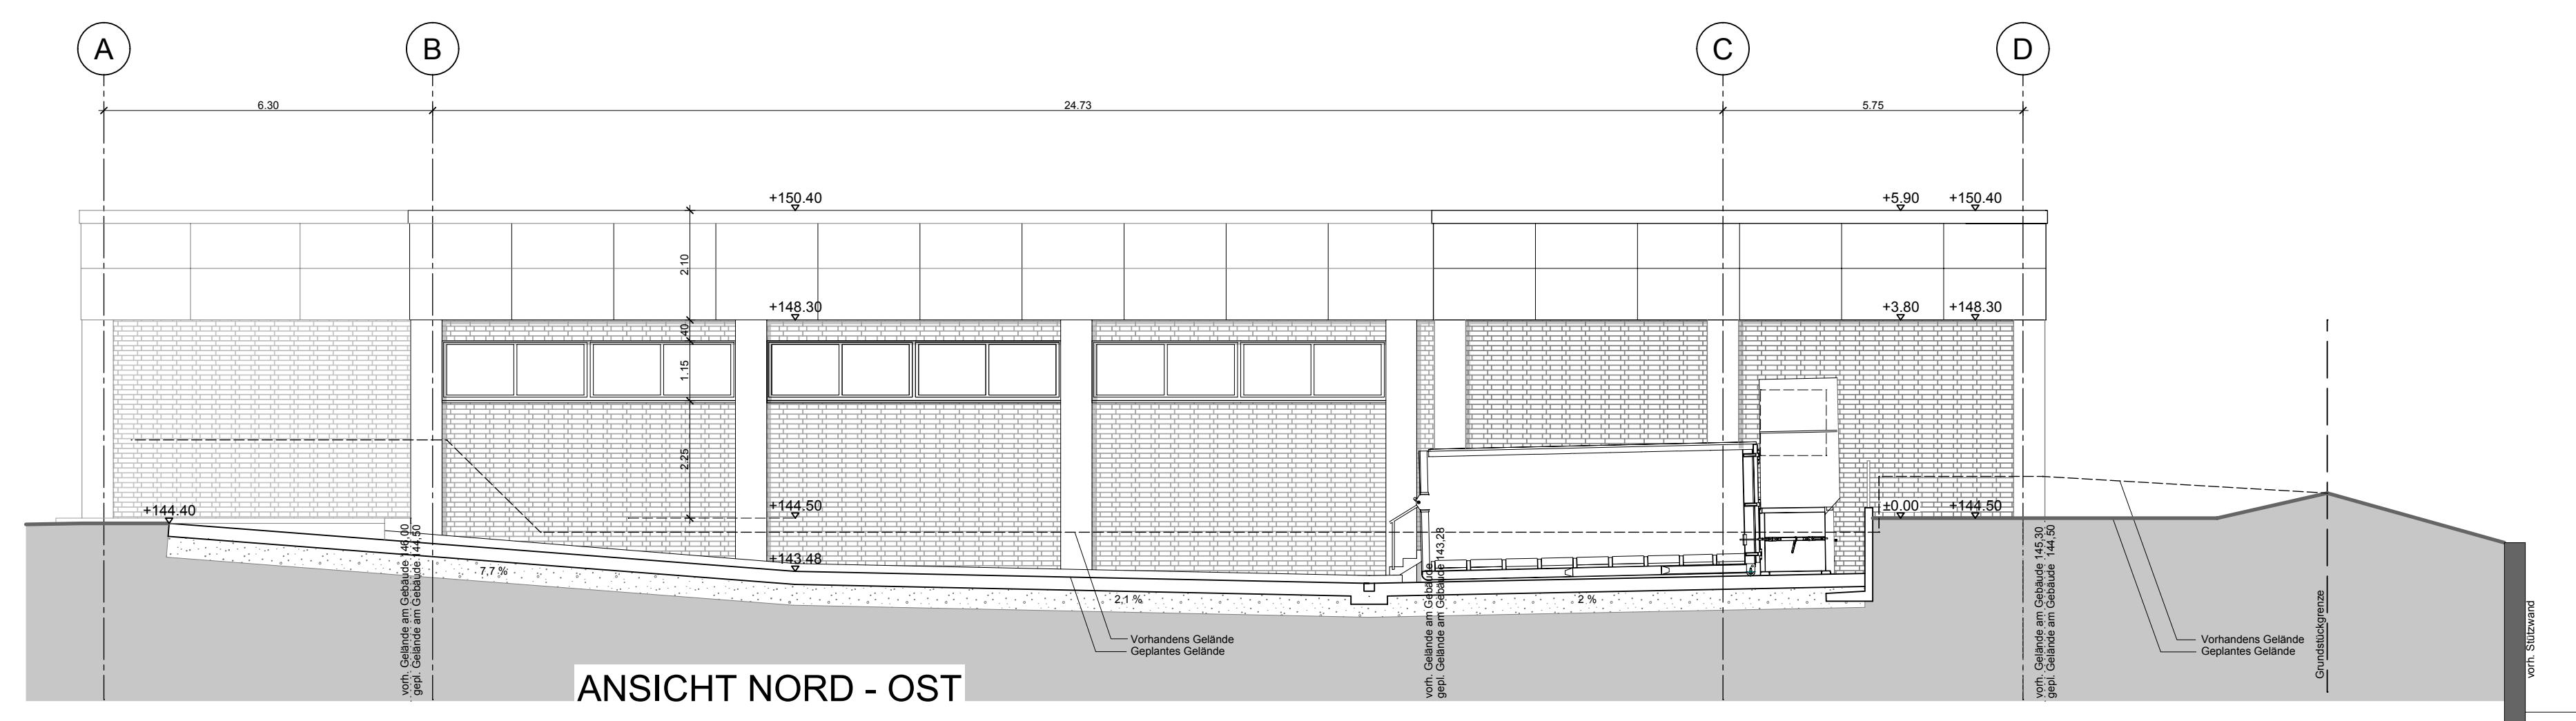 A
B
C
D
6.30
24.73
5.75
+150.40
+5.90
+150.40
2.10
+148.30
+3.80
+148.30
40
1.15
2.25
+144.40
+144.50
±0.00
+144.50
+143.48
7,7 %
2,1 %
2 %
vorh. Gelände am Gebäude 146,00
gepl. Gelände am Gebäude 144,50
vorh. Gelände am Gebäude
gepl. Gelände am Gebäude 143,28
vorh. Gelände am Gebäude 145,30
gepl. Gelände am Gebäude 144,50
Vorhandens Gelände
Geplantes Gelände
Vorhandens Gelände
Geplantes Gelände
Grundstückgrenze
vorh. Stützwand
ANSICHT NORD - OST